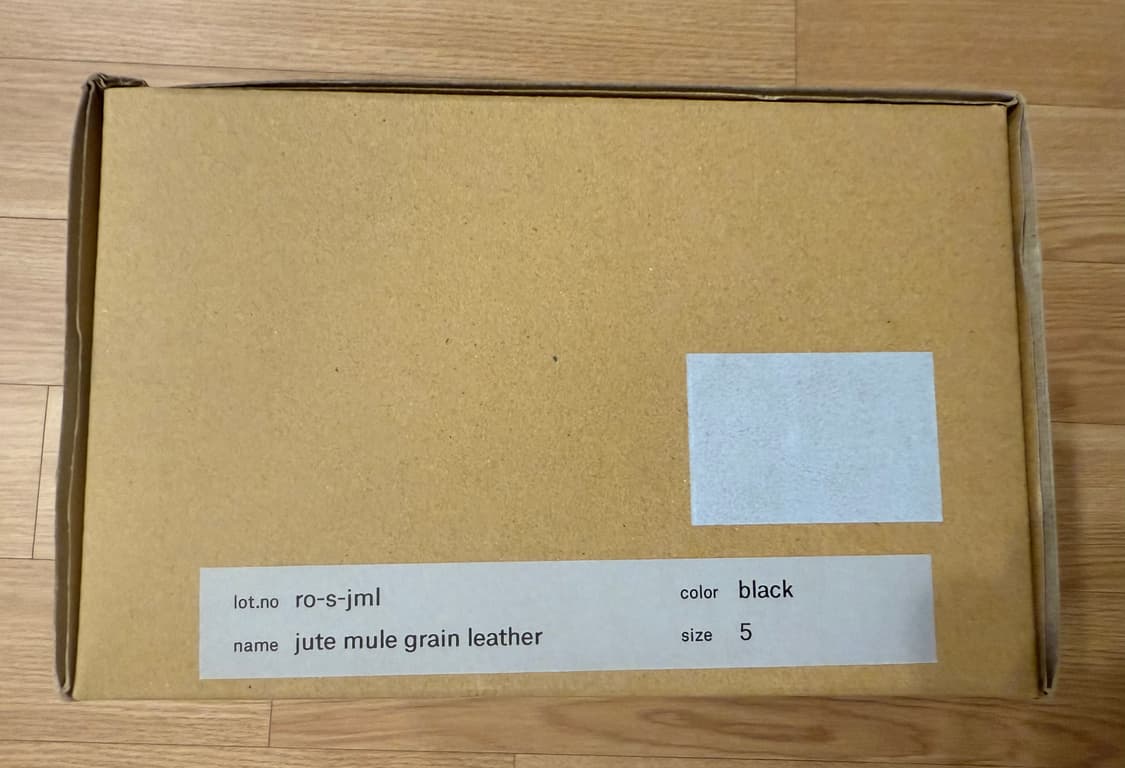 lot.no ro-s-jml color black
name jute mule grain leather size 5